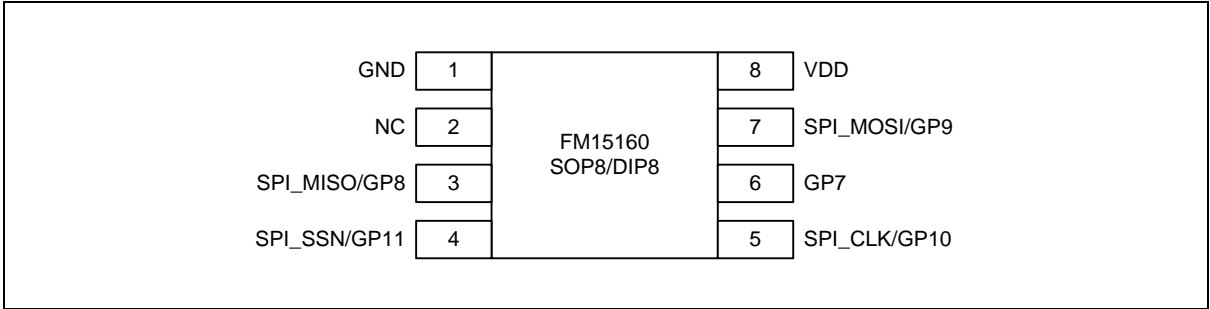 GND 1 8 VDD
NC 2 7 SPI_MOSI/GP9
FM15160
SOP8/DIP8
SPI_MISO/GP8 3 6 GP7
SPI_SSN/GP11 4 5 SPI_CLK/GP10